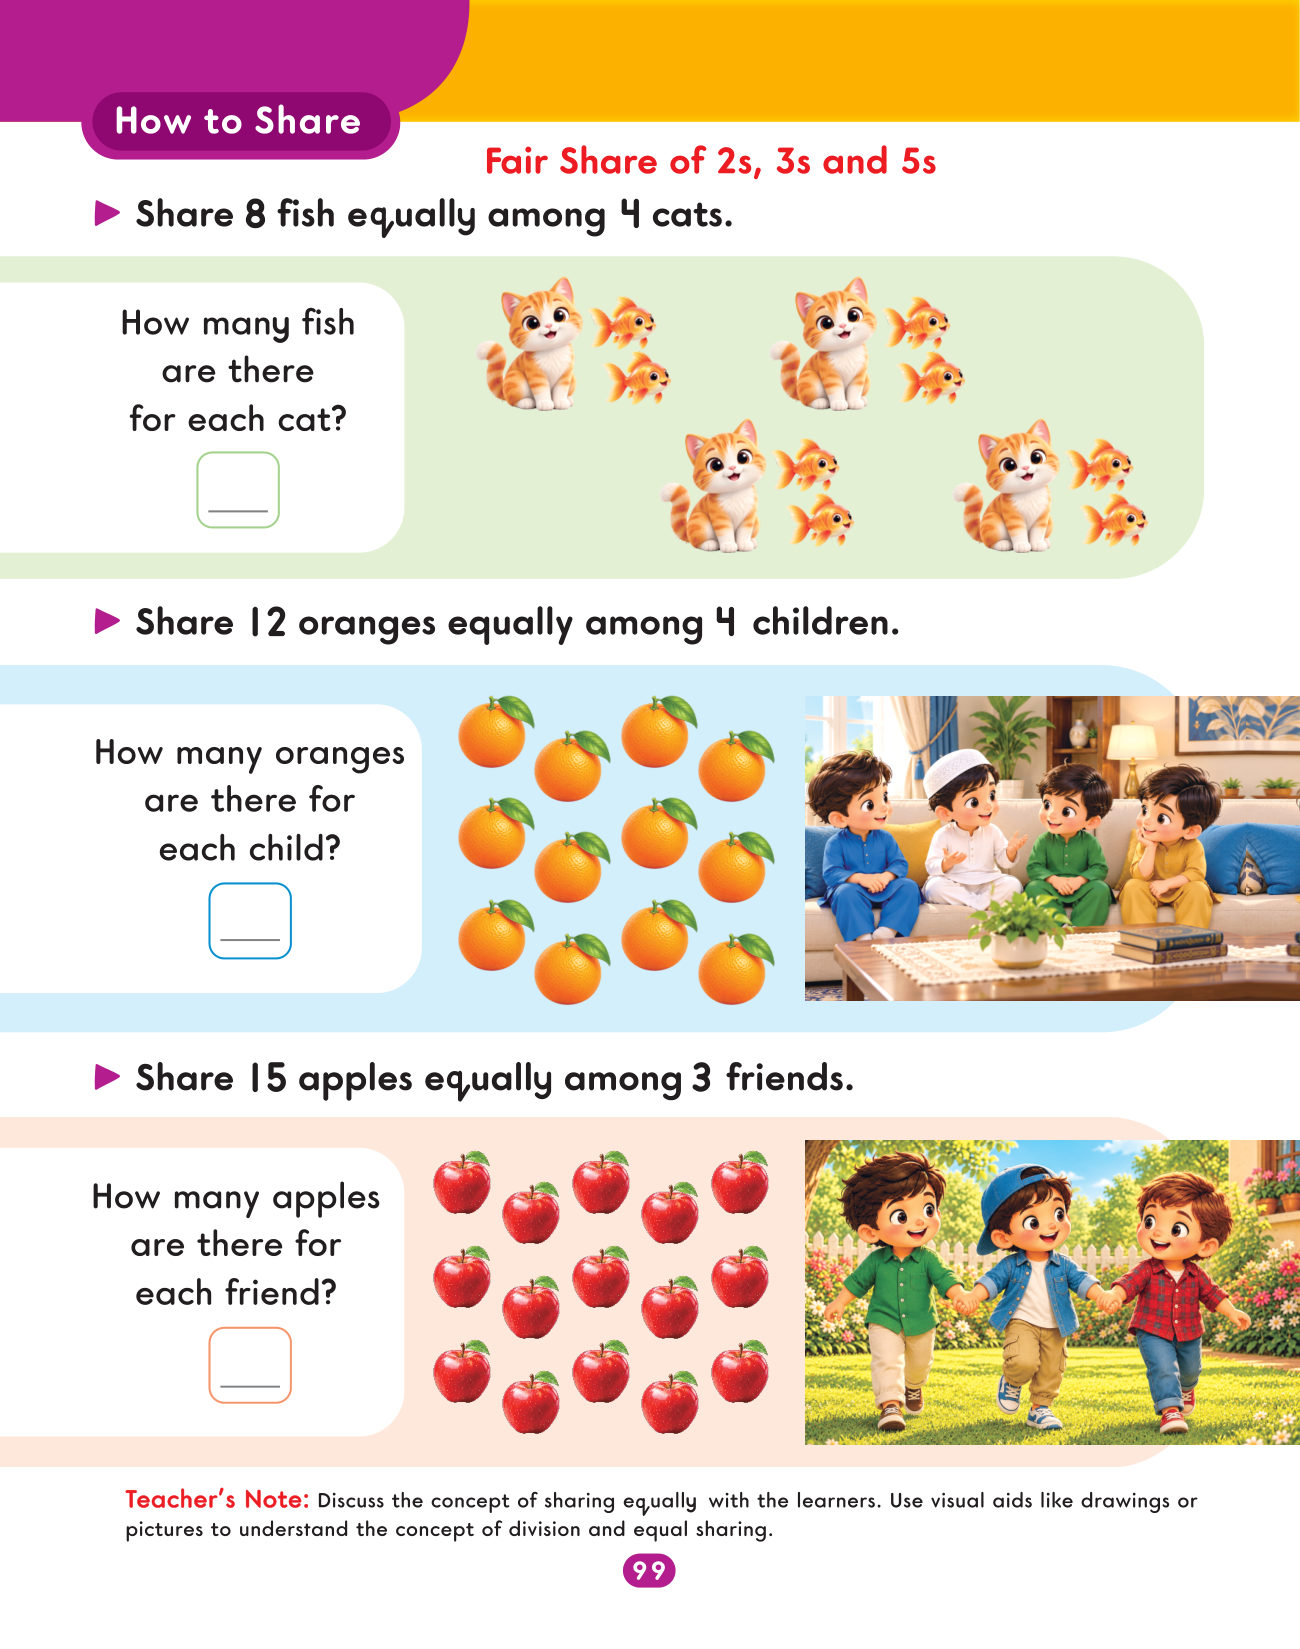 How to Share
Fair Share of 2s, 3s and 5s
Share 8 fish equally among 4 cats.
How many fish
are there
for each cat?
Share 12 oranges equally among 4 children.
How many oranges
are there for
each child?
Share 15 apples equally among 3 friends.
How many apples
are there for
each friend?
Teacher's Note: Discuss the concept of sharing equally with the learners. Use visual aids like drawings or
pictures to understand the concept of division and equal sharing.
99